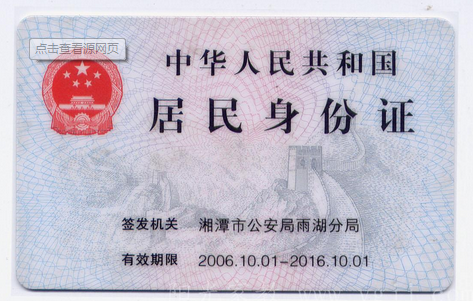 点击查看源网页
中华人民共和国
居民身份证
签发机关 湘潭市公安局雨湖分局
有效期限 2006.10.01-2016.10.01